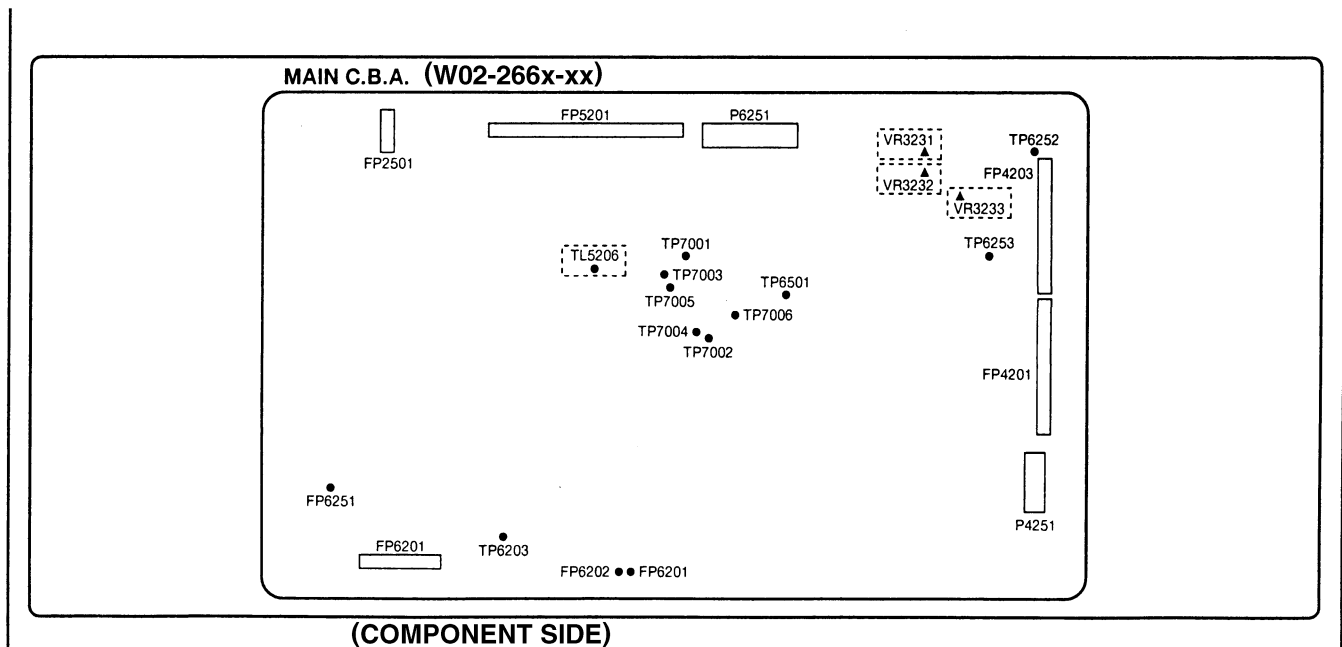 MAIN C.B.A. (W02-266x-xx)
FP2501
FP5201
P6251
VR3231
VR3232
VR3233
TP6252
FP4203
TP6253
TL5206
TP7001
TP7003
TP7005
TP6501
TP7006
TP7004
TP7002
FP4201
FP6251
P4251
FP6201
TP6203
FP6202 FP6201
(COMPONENT SIDE)